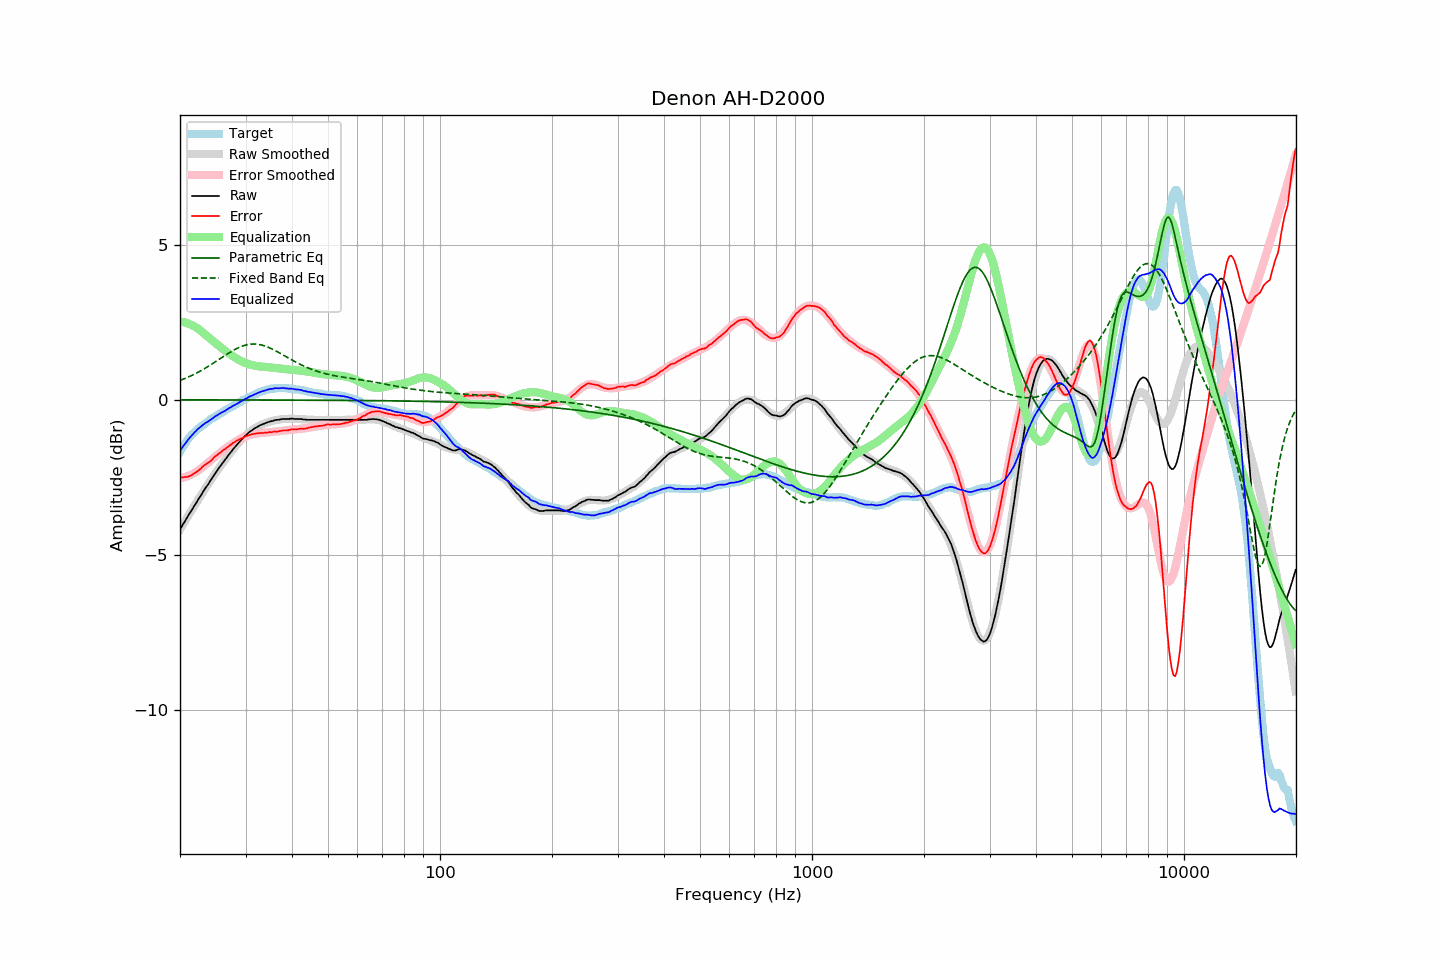 Denon AH-D2000
Target
Raw Smoothed
Error Smoothed
Raw
Error
Equalization
Parametric Eq
Fixed Band Eq
Equalized
5
0
−5
−10
Amplitude (dBr)
100
1000
10000
Frequency (Hz)